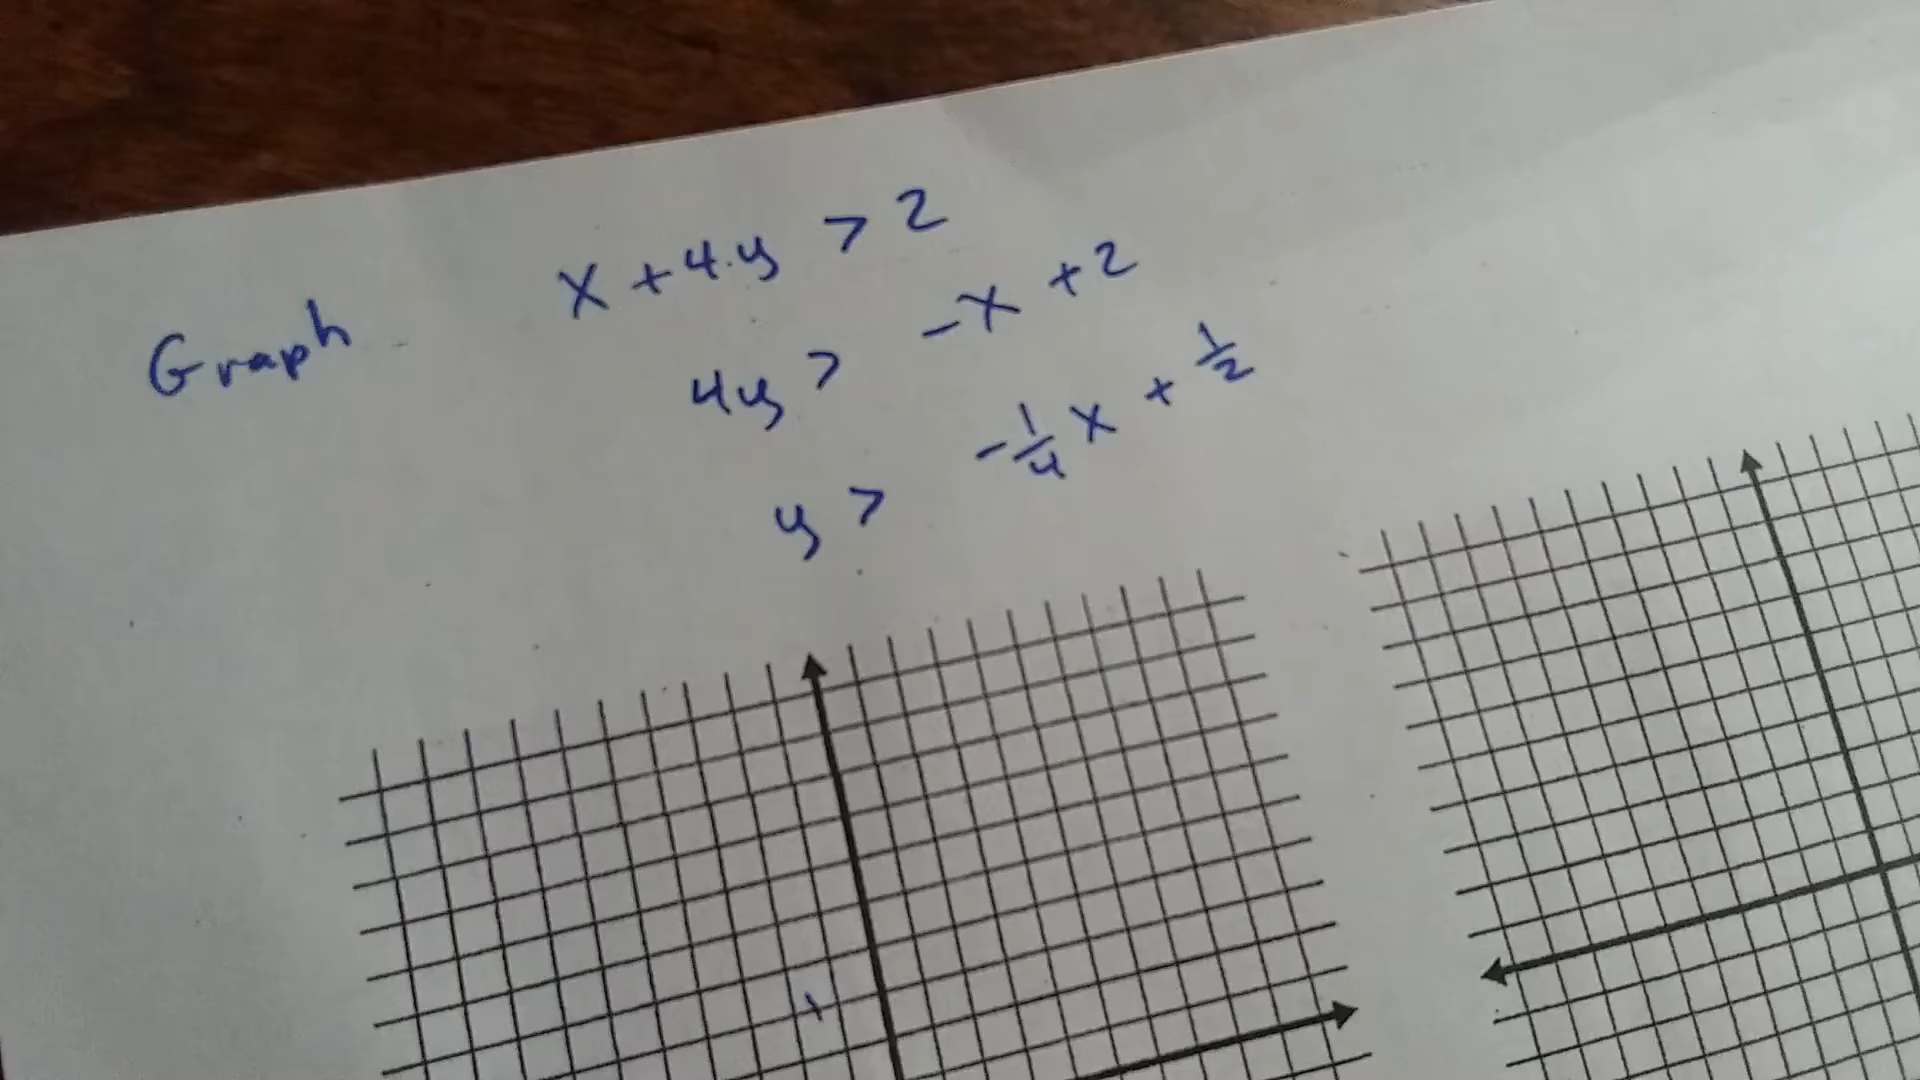 Graph x + 4y > 2
4y > -x + 2
y > -1/4 x + 1/2